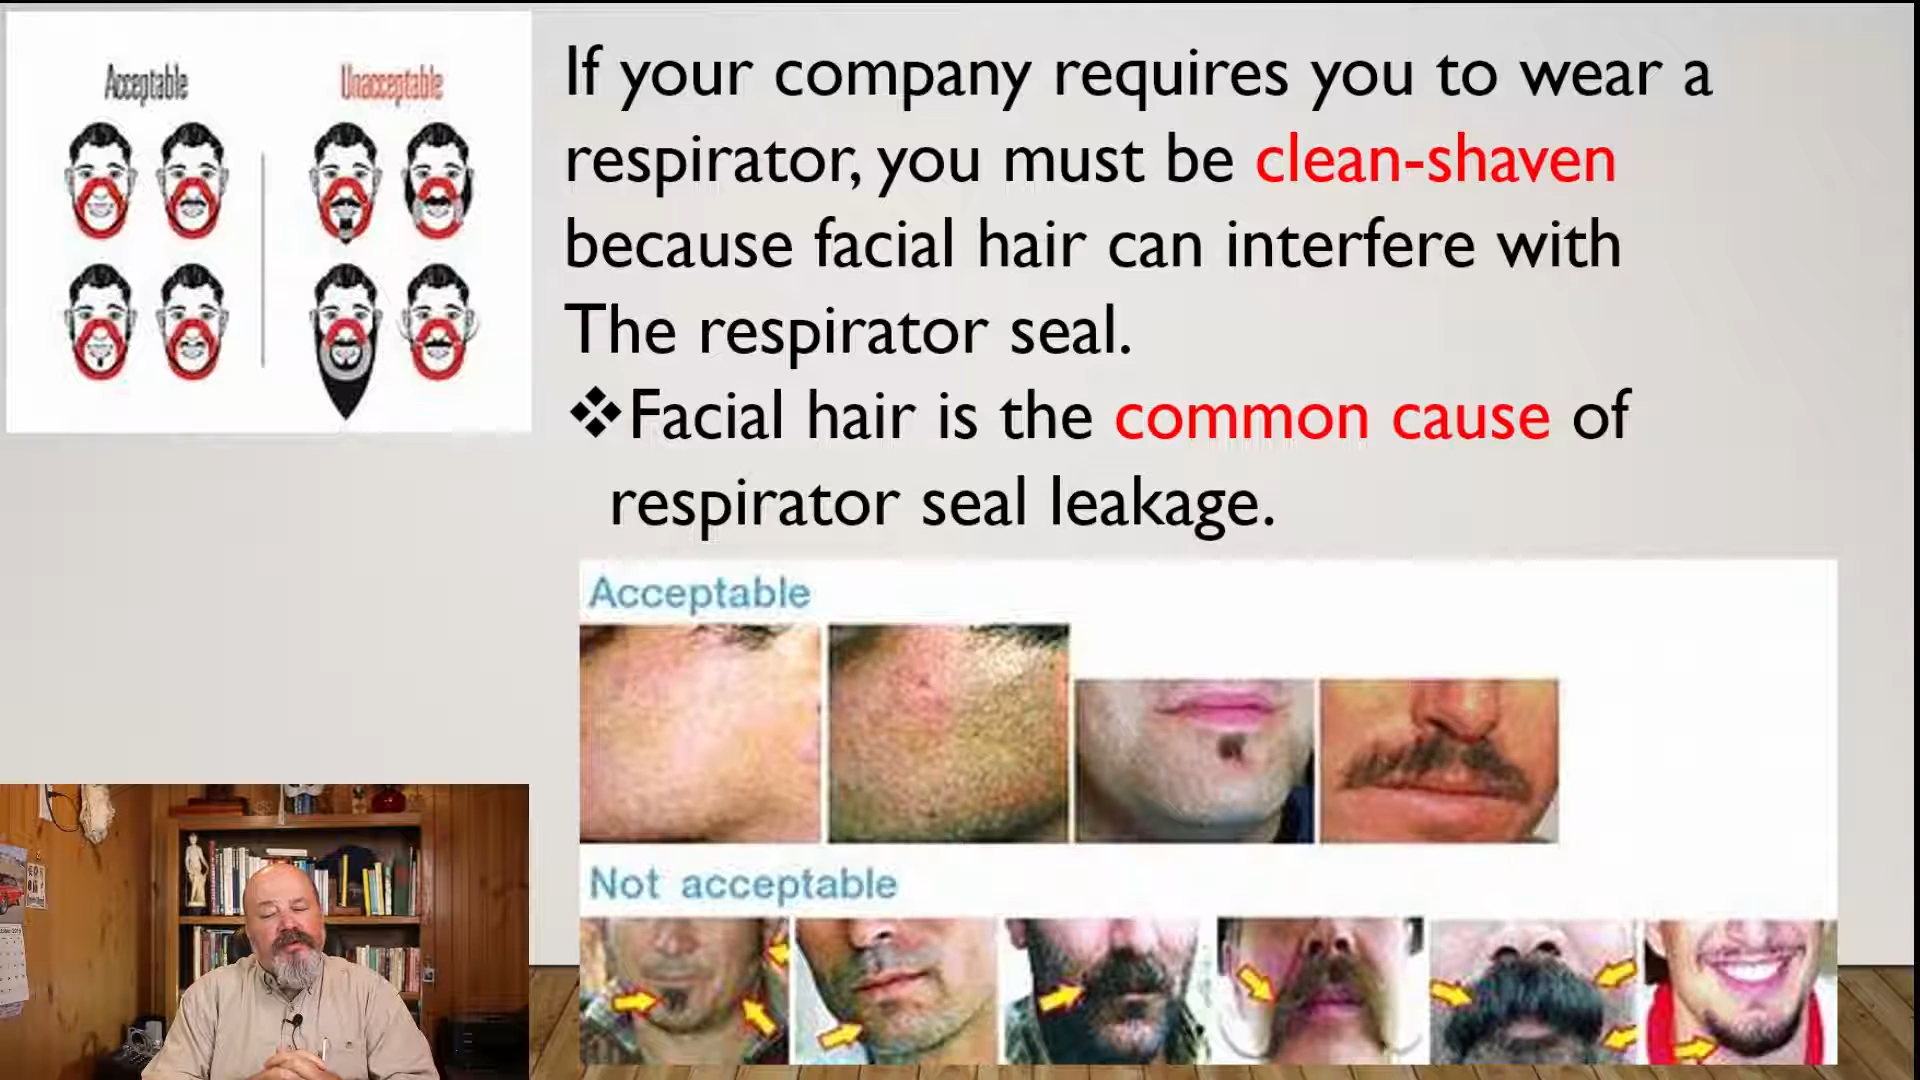 Acceptable
Unacceptable
If your company requires you to wear a
respirator, you must be clean-shaven
because facial hair can interfere with
The respirator seal.
❖Facial hair is the common cause of
respirator seal leakage.
Acceptable
Not acceptable